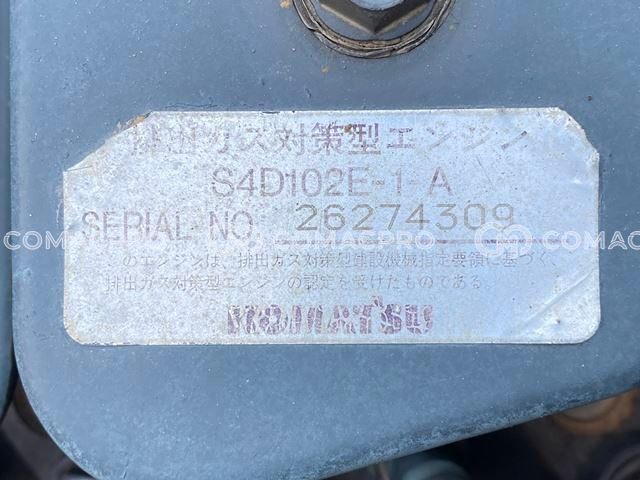 排出ガス対策型エンジン
S4D102E-1-A
SERIAL NO. 26274309
このエンジンは、排出ガス対策型建設機械指定要領に基づく、
排出ガス対策型エンジンの認定を受けたものである。
KOMATSU
COMACPRO